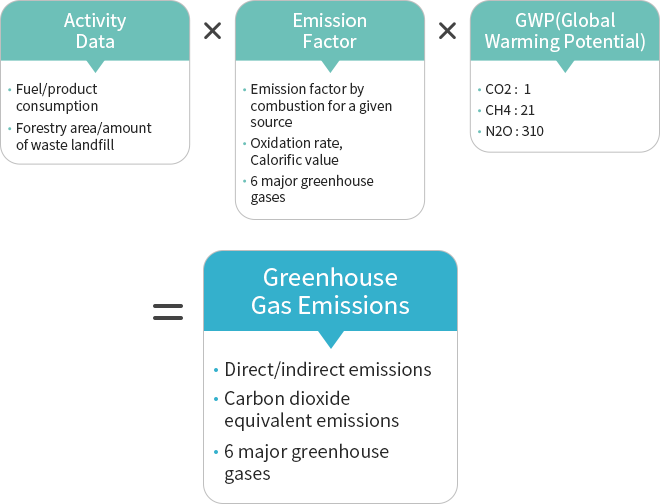 Activity
Data
• Fuel/product
consumption
• Forestry area/amount
of waste landfill
×
Emission
Factor
• Emission factor by
combustion for a given
source
• Oxidation rate,
Calorific value
• 6 major greenhouse
gases
×
GWP(Global
Warming Potential)
• CO2 : 1
• CH4 : 21
• N2O : 310
=
Greenhouse
Gas Emissions
• Direct/indirect emissions
• Carbon dioxide
equivalent emissions
• 6 major greenhouse
gases